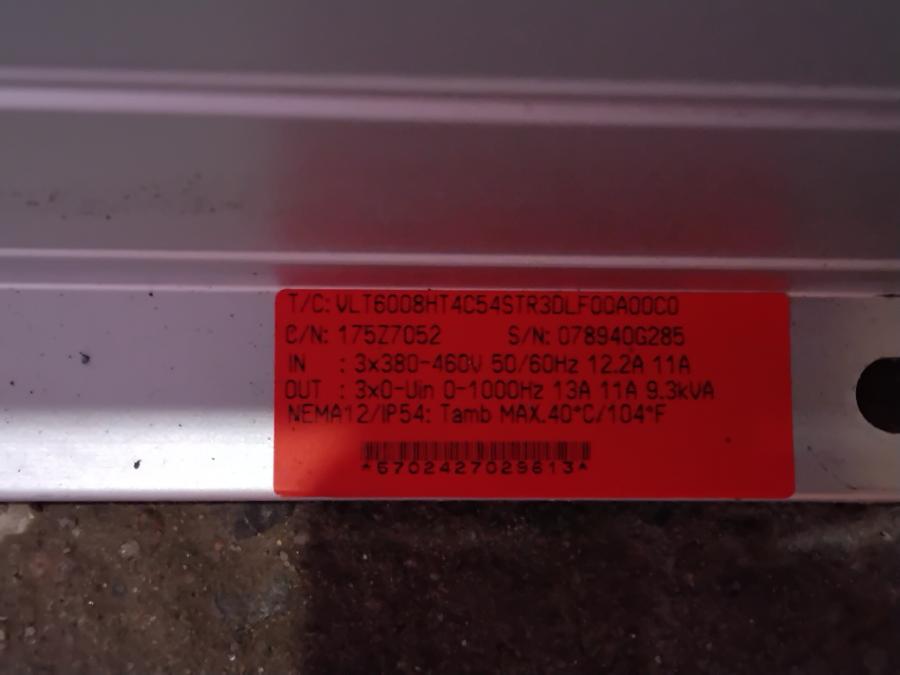 T/C: VLT6008HT4C54STR3DLF00A00C0
C/N: 175Z7052 S/N: 078940G285
IN : 3x380-460V 50/60Hz 12.2A 11A
OUT : 3x0-Uin 0-1000Hz 13A 11A 9.3kVA
NEMA12/IP54: Tamb MAX.40°C/104°F
*5702427029613*